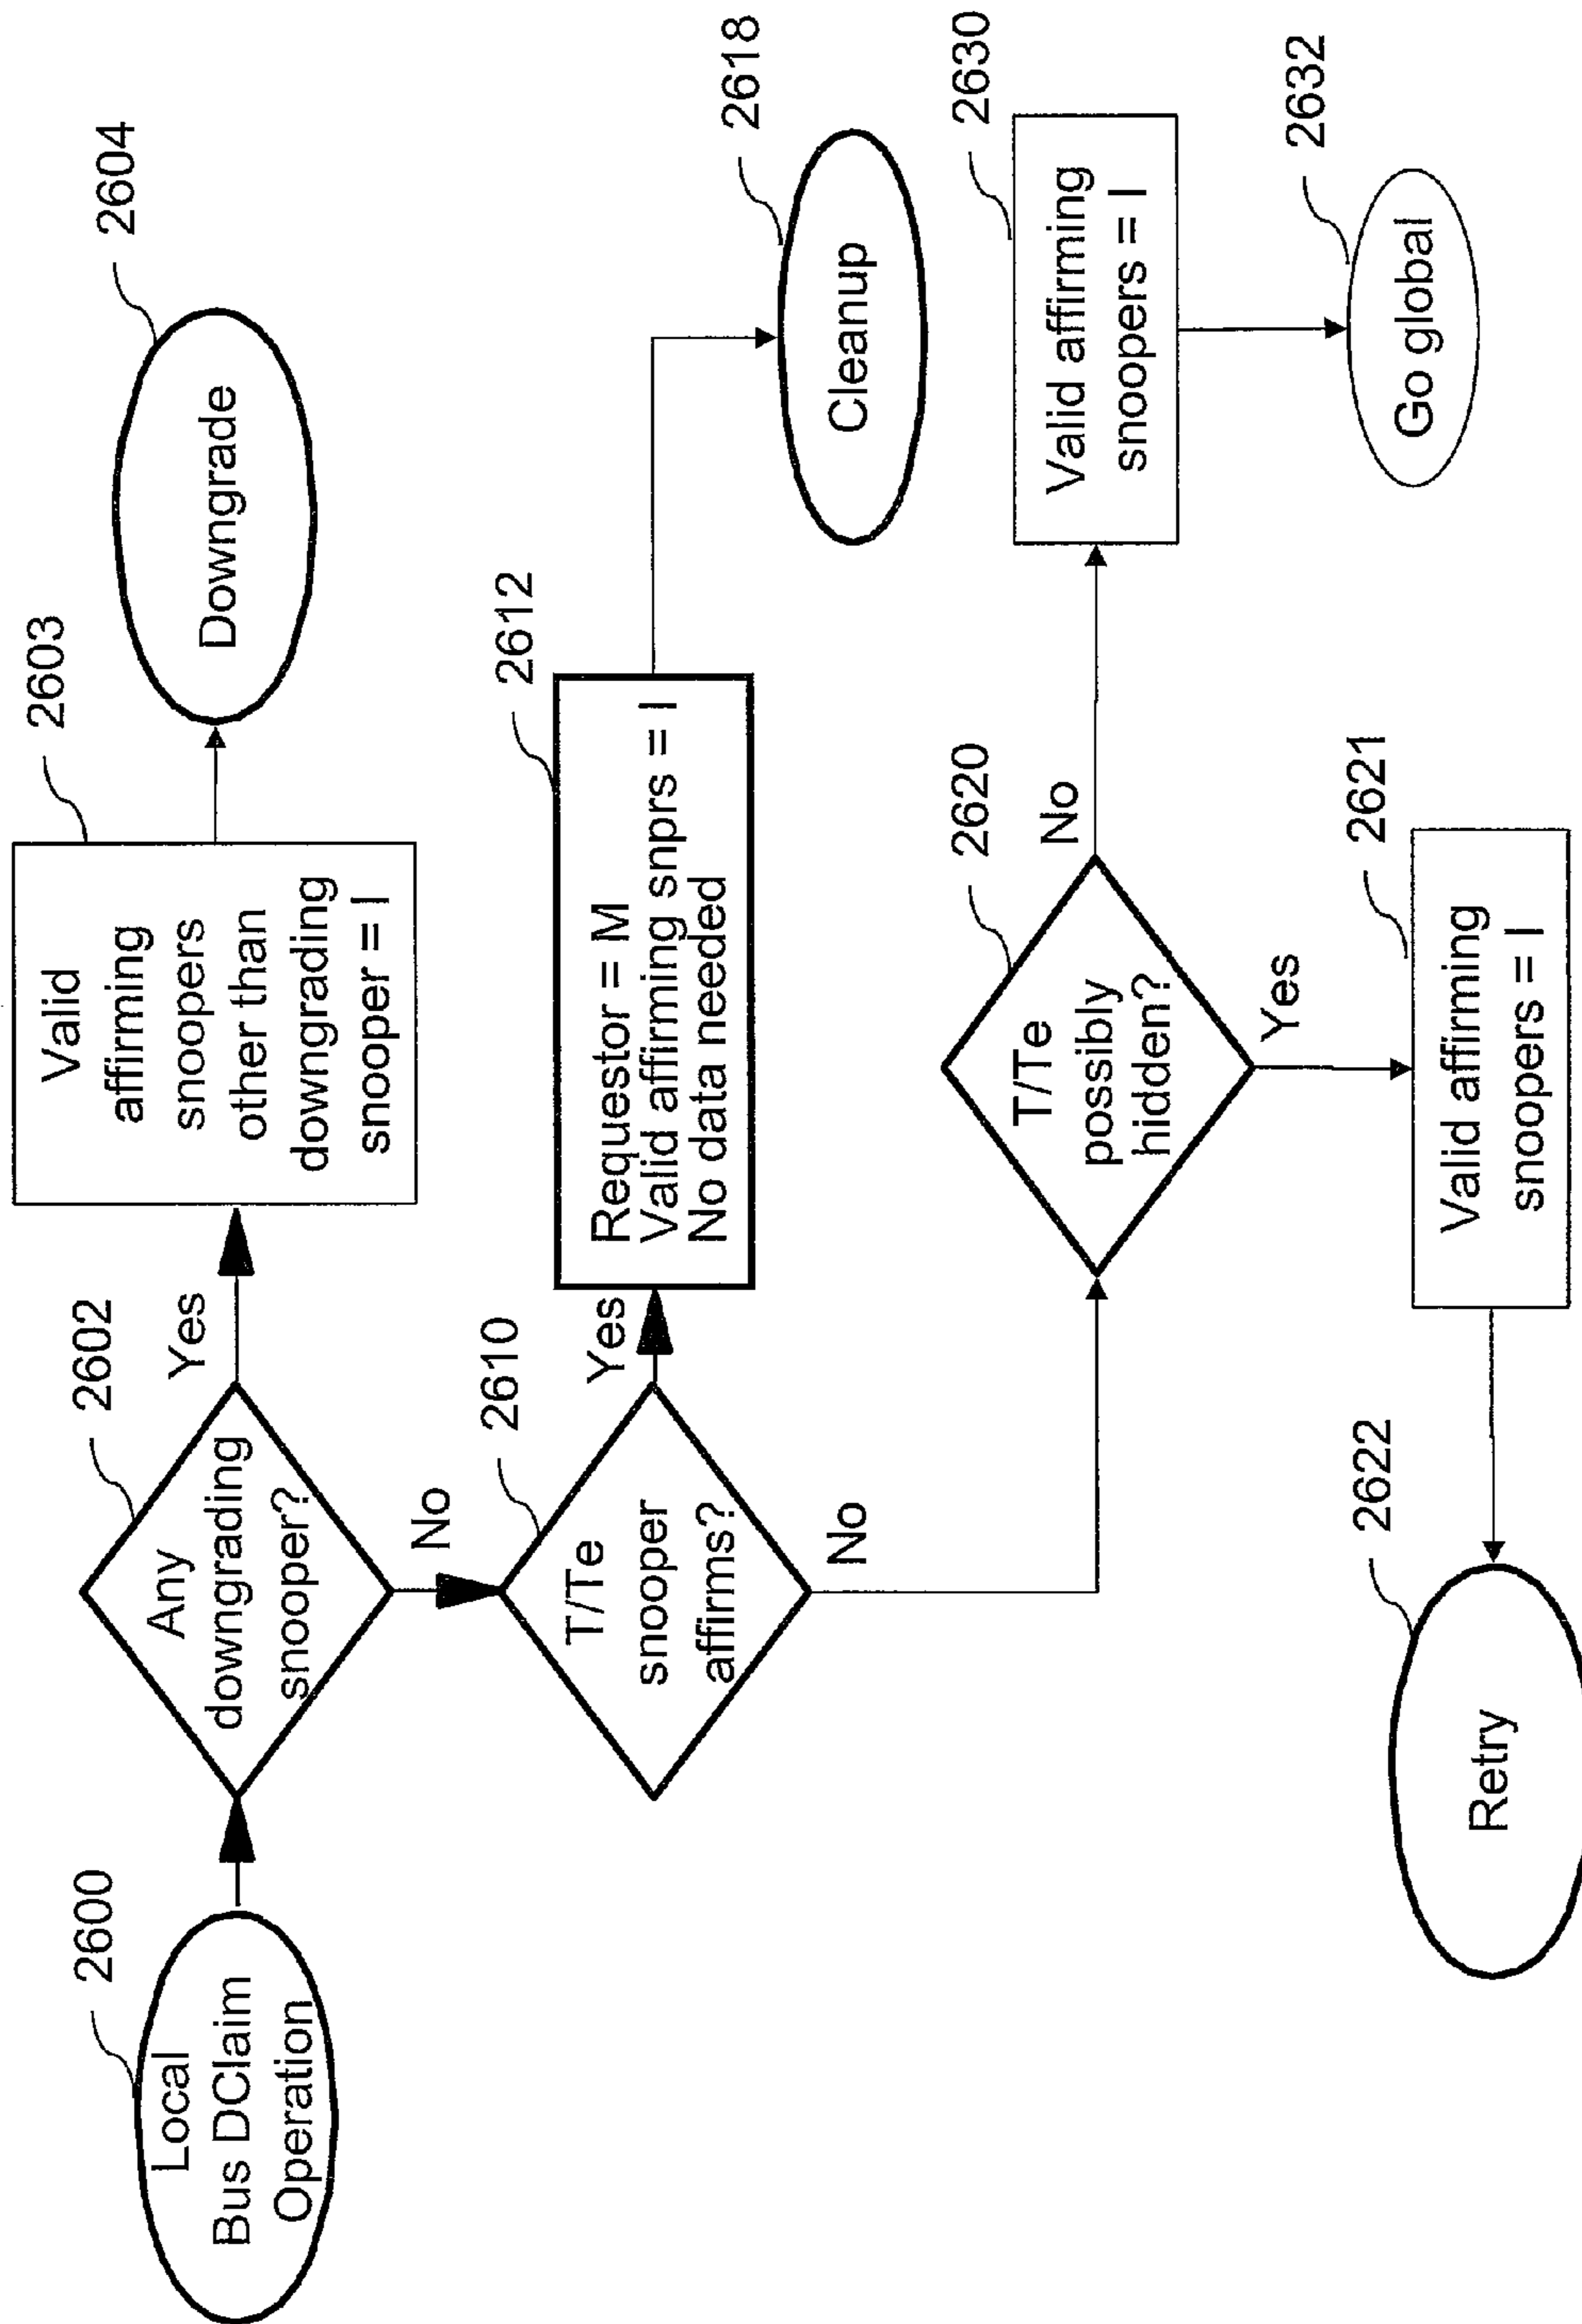 2600
Local
Bus DClaim
Operation
2602
Any
downgrading
snooper?
Yes
No
2603
Valid
affirming
snoopers
other than
downgrading
snooper = I
2604
Downgrade
2610
T/Te
snooper
affirms?
Yes
No
2612
Requestor = M
Valid affirming snprs = I
No data needed
2618
Cleanup
2620
T/Te
possibly
hidden?
No
Yes
2630
Valid affirming
snoopers = I
2632
Go global
2621
Valid affirming
snoopers = I
2622
Retry